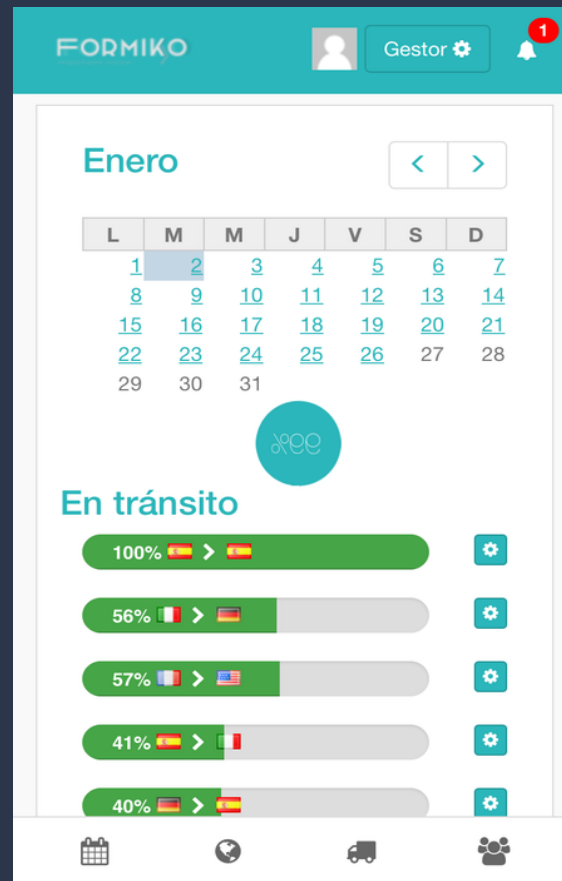 FORMIKO
Gestor
1
Enero
L M M J V S D
1 2 3 4 5 6 7
8 9 10 11 12 13 14
15 16 17 18 19 20 21
22 23 24 25 26 27 28
29 30 31
En tránsito
100% >
56% >
57% >
41% >
40% >